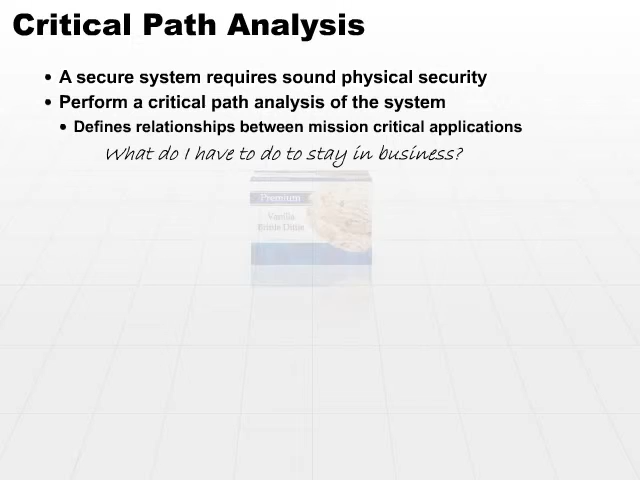 Critical Path Analysis
• A secure system requires sound physical security
• Perform a critical path analysis of the system
• Defines relationships between mission critical applications
What do I have to do to stay in business?
Premium
Vanilla